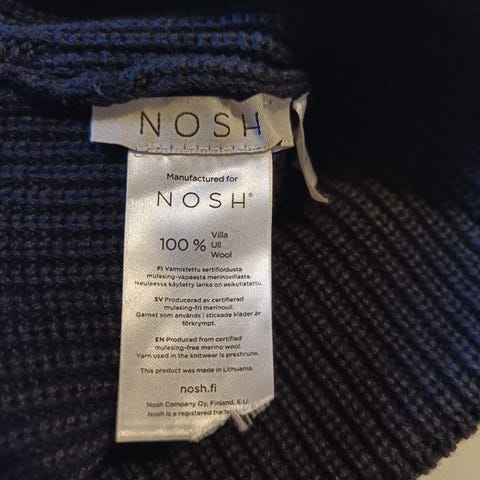 NOSH
Manufactured for
NOSH®
100 %
Villa
Ull
Wool
FI Valmistettu sertifioidusta
mulesing-vapaasta merinovillasta.
Neuleassa käytetty lanka on esikutistettu.
SV Producerad av certifierad
mulesing-fri merinoull.
Garnet som används i stickade kläder är
förkrympt.
EN Produced from certified
mulesing-free merino wool.
Yarn used in the knitwear is preshrunk.
This product was made in Lithuania.
nosh.fi
Nosh Company Oy, Finland, E.U.
Nosh is a registered trade